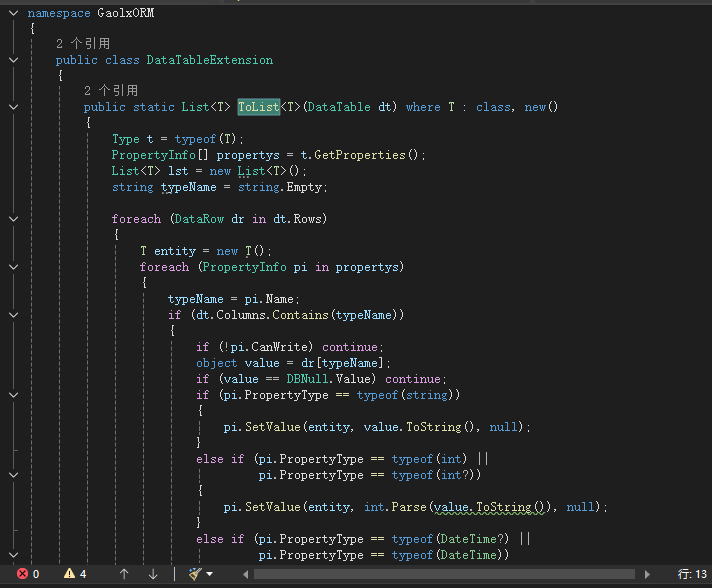 namespace GaolxORM
{
2 个引用
public class DataTableExtension
{
2 个引用
public static List<T> ToList<T>(DataTable dt) where T : class, new()
{
Type t = typeof(T);
PropertyInfo[] propertys = t.GetProperties();
List<T> lst = new List<T>();
string typeName = string.Empty;
foreach (DataRow dr in dt.Rows)
{
T entity = new T();
foreach (PropertyInfo pi in propertys)
{
typeName = pi.Name;
if (dt.Columns.Contains(typeName))
{
if (!pi.CanWrite) continue;
object value = dr[typeName];
if (value == DBNull.Value) continue;
if (pi.PropertyType == typeof(string))
{
pi.SetValue(entity, value.ToString(), null);
}
else if (pi.PropertyType == typeof(int) ||
pi.PropertyType == typeof(int?))
{
pi.SetValue(entity, int.Parse(value.ToString()), null);
}
else if (pi.PropertyType == typeof(DateTime?) ||
pi.PropertyType == typeof(DateTime))
0 4 行: 13